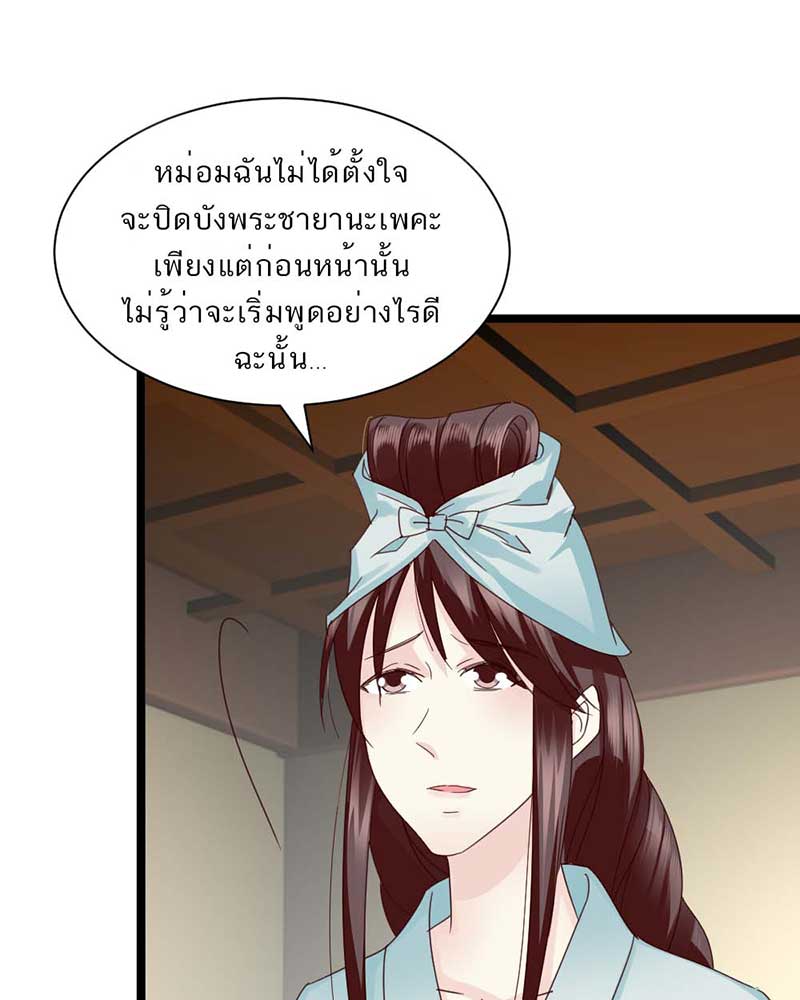 หม่อมฉันไม่ได้ตั้งใจ
จะปิดบังพระชายานะเพคะ
เพียงแต่ก่อนหน้านั้น
ไม่รู้ว่าจะเริ่มพูดอย่างไรดี
ฉะนั้น...